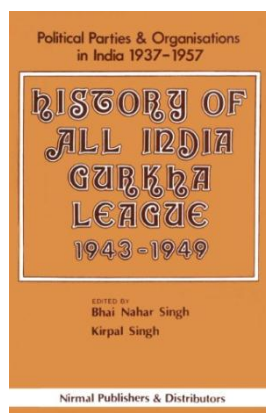 Political Parties & Organisations
in India 1937-1957
HISTORY OF
ALL INDIA
GURKHA
LEAGUE
1943-1949
EDITED BY
Bhai Nahar Singh
Kirpal Singh
Nirmal Publishers & Distributors